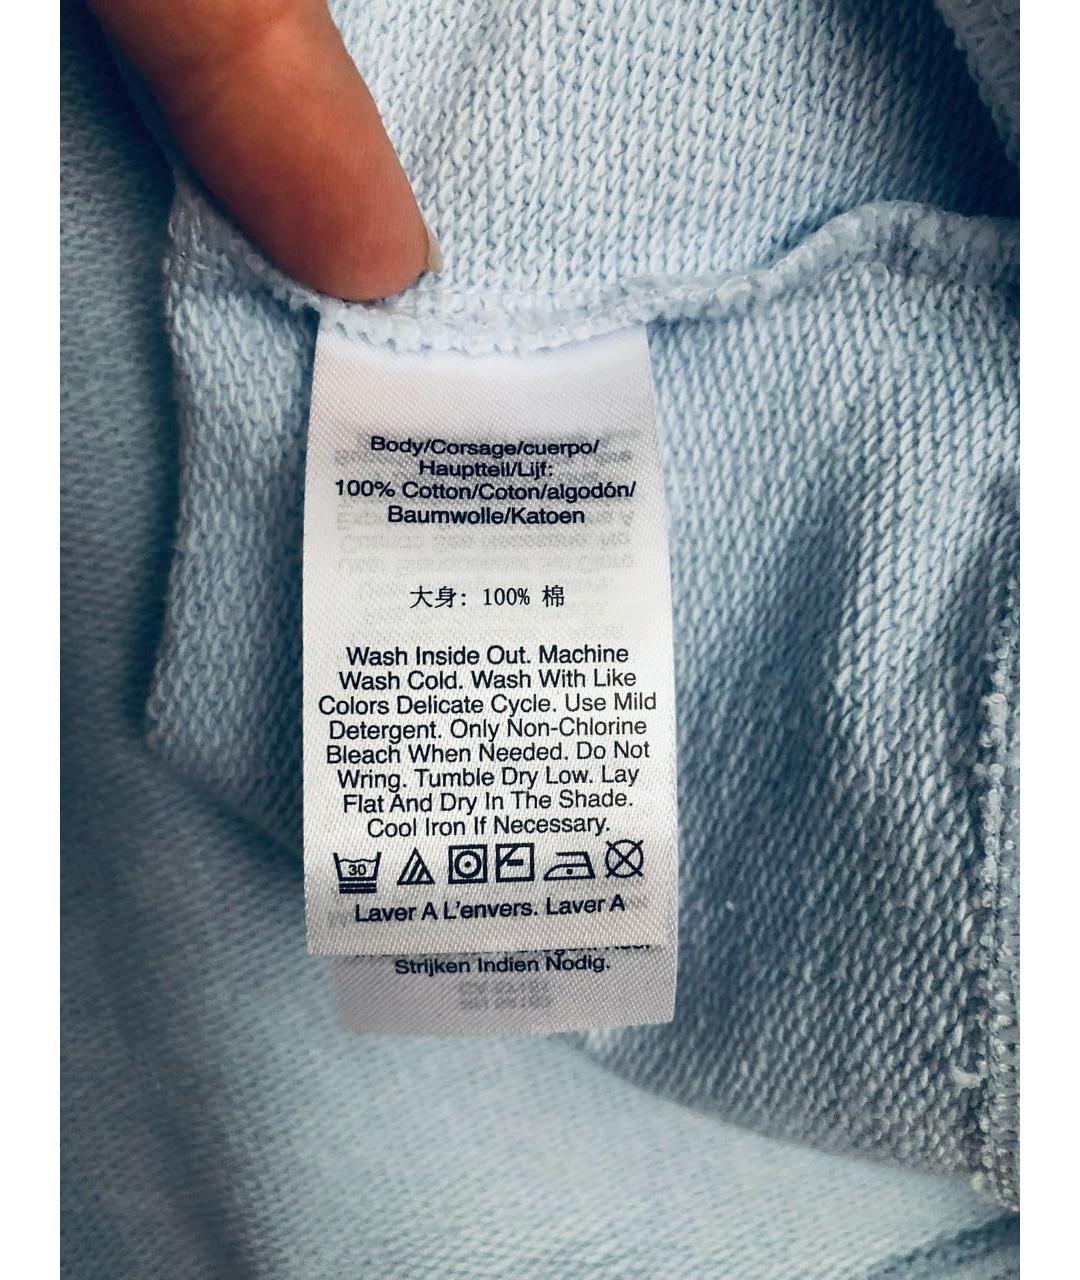 Body/Corsage/cuerpo/
Hauptteil/Lijf:
100% Cotton/Coton/algodón/
Baumwolle/Katoen
大身: 100% 棉
Wash Inside Out. Machine
Wash Cold. Wash With Like
Colors Delicate Cycle. Use Mild
Detergent. Only Non-Chlorine
Bleach When Needed. Do Not
Wring. Tumble Dry Low. Lay
Flat And Dry In The Shade.
Cool Iron If Necessary.
30
Laver A L'envers. Laver A
Strijken Indien Nodig.